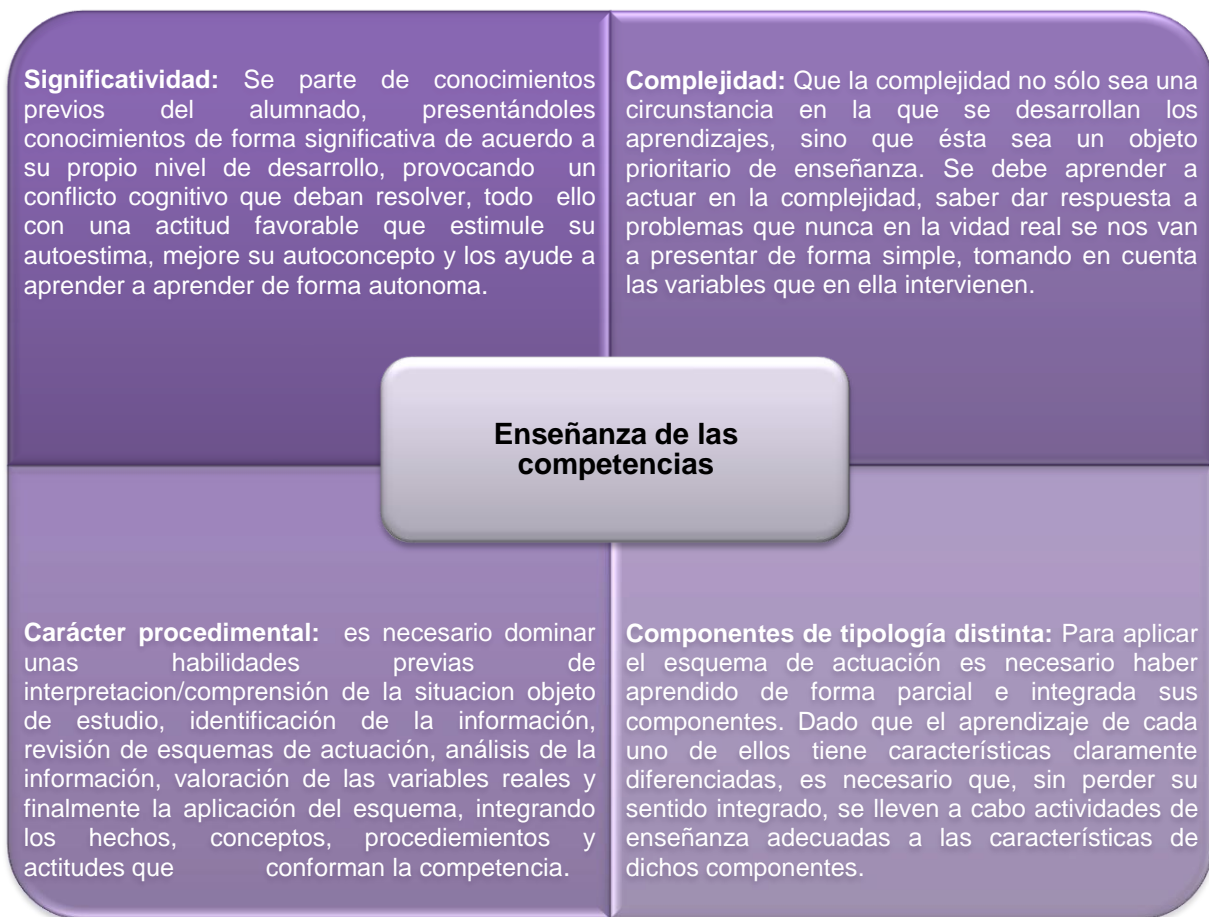 Significatividad: Se parte de conocimientos
previos del alumnado, presentándoles
conocimientos de forma significativa de acuerdo a
su propio nivel de desarrollo, provocando un
conflicto cognitivo que deban resolver, todo ello
con una actitud favorable que estimule su
autoestima, mejore su autoconcepto y los ayude a
aprender a aprender de forma autonoma.
Complejidad: Que la complejidad no sólo sea una
circunstancia en la que se desarrollan los
aprendizajes, sino que ésta sea un objeto
prioritario de enseñanza. Se debe aprender a
actuar en la complejidad, saber dar respuesta a
problemas que nunca en la vidad real se nos van
a presentar de forma simple, tomando en cuenta
las variables que en ella intervienen.
Enseñanza de las
competencias
Carácter procedimental: es necesario dominar
unas habilidades previas de
interpretacion/comprensión de la situacion objeto
de estudio, identificación de la información,
revisión de esquemas de actuación, análisis de la
información, valoración de las variables reales y
finalmente la aplicación del esquema, integrando
los hechos, conceptos, procediemientos y
actitudes que conforman la competencia.
Componentes de tipología distinta: Para aplicar
el esquema de actuación es necesario haber
aprendido de forma parcial e integrada sus
componentes. Dado que el aprendizaje de cada
uno de ellos tiene características claramente
diferenciadas, es necesario que, sin perder su
sentido integrado, se lleven a cabo actividades de
enseñanza adecuadas a las características de
dichos componentes.